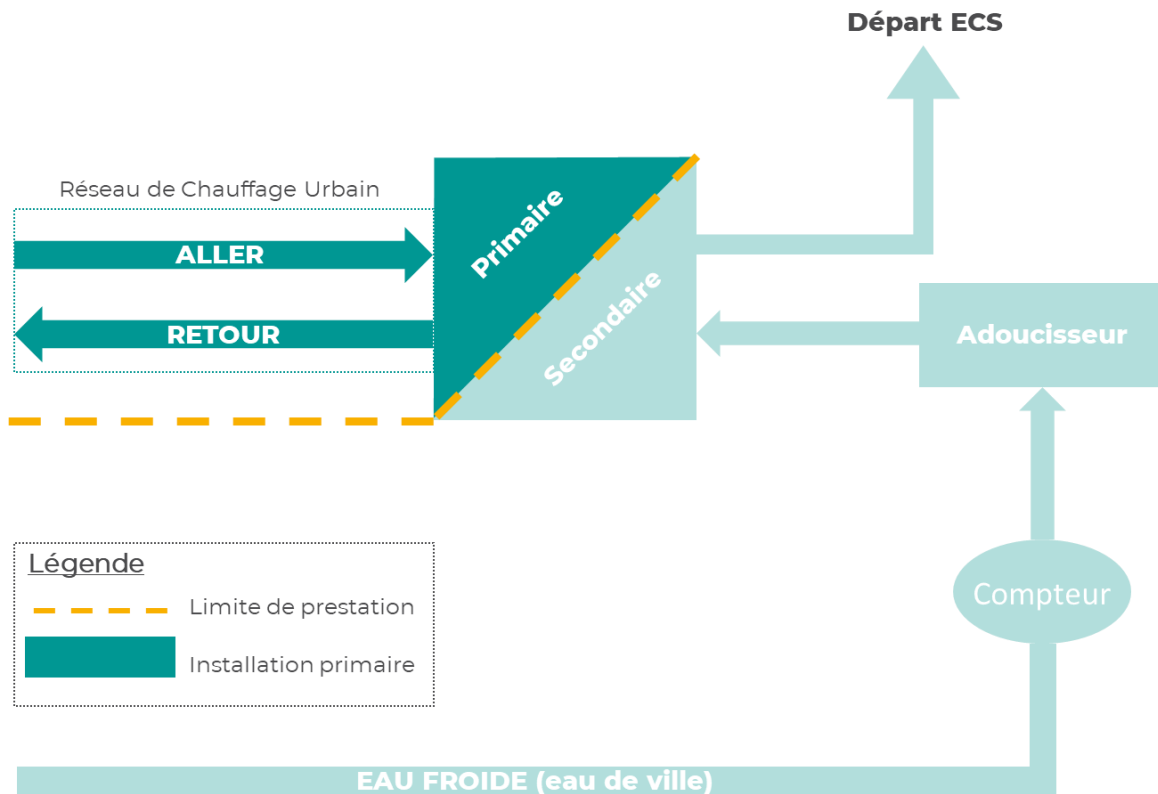 Départ ECS
Réseau de Chauffage Urbain
ALLER
RETOUR
Primaire
Secondaire
Adoucisseur
Compteur
Légende
Limite de prestation
Installation primaire
EAU FROIDE (eau de ville)